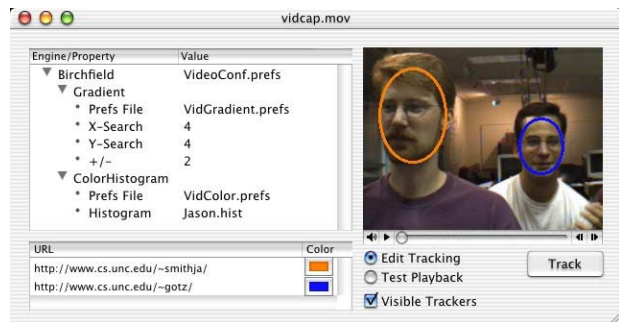 vidcap.mov
Engine/Property Value
Birchfield VideoConf.prefs
Gradient
* Prefs File VidGradient.prefs
* X-Search 4
* Y-Search 4
* +/- 2
ColorHistogram
* Prefs File VidColor.prefs
* Histogram Jason.hist
URL Color
http://www.cs.unc.edu/~smithja/
http://www.cs.unc.edu/~gotz/
Edit Tracking
Test Playback
Visible Trackers
Track